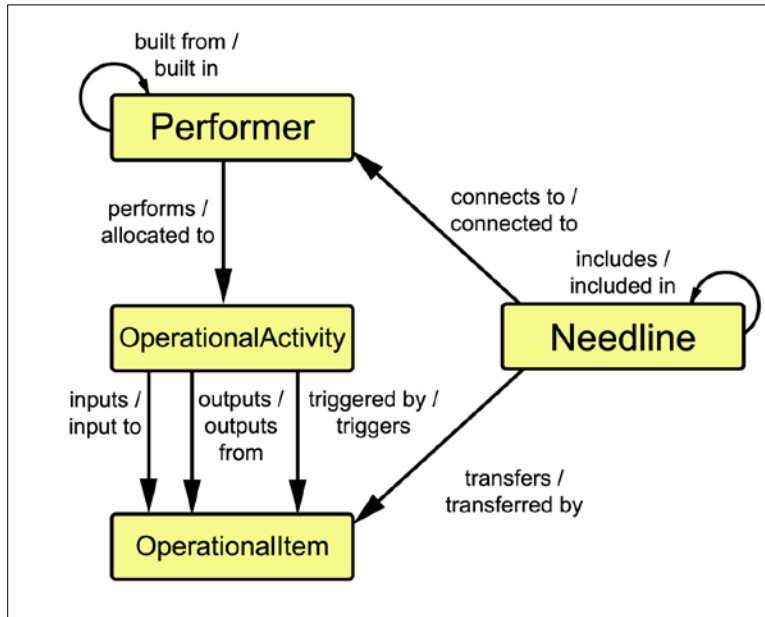 built from /
built in
Performer
performs /
allocated to
connects to /
connected to
includes /
included in
OperationalActivity
Needline
inputs /
input to
outputs /
outputs
from
triggered by /
triggers
transfers /
transferred by
OperationalItem